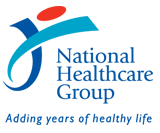 National
Healthcare
Group
Adding years of healthy life